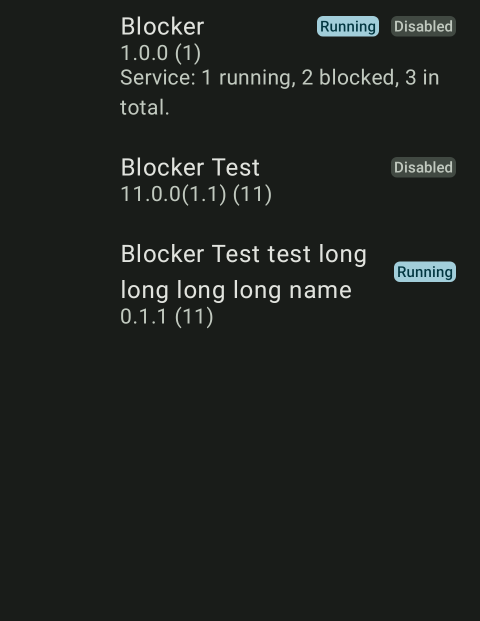 Blocker Running Disabled
1.0.0 (1)
Service: 1 running, 2 blocked, 3 in
total.
Blocker Test Disabled
11.0.0(1.1) (11)
Blocker Test test long
long long long name
Running
0.1.1 (11)